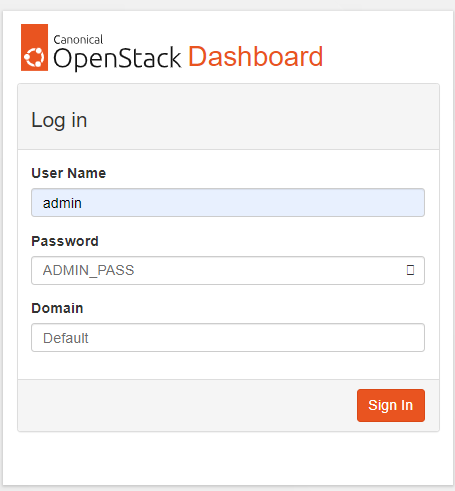 Canonical
OpenStack Dashboard
Log in
User Name
admin
Password
ADMIN_PASS
Domain
Default
Sign In